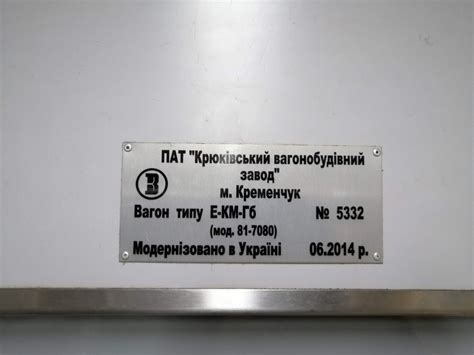 ПАТ "Крюківський вагонобудівний
завод"
м. Кременчук
Вагон типу Е-КМ-Гб № 5332
(мод. 81-7080)
Модернізовано в Україні 06.2014 р.